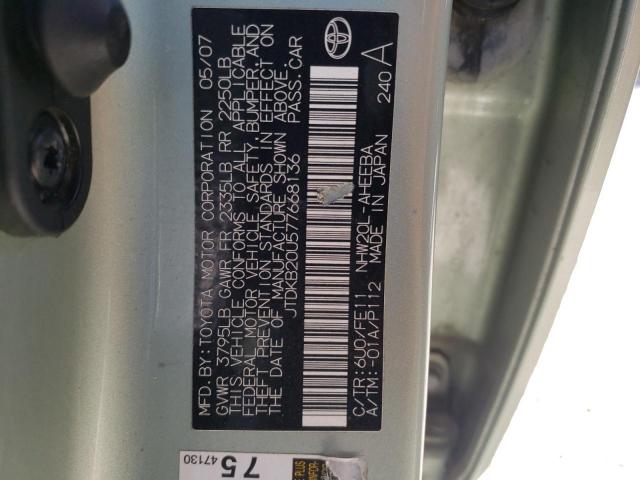 MFD. BY: TOYOTA MOTOR CORPORATION 05/07
GVWR 3795LB GAWR FR 2335LB RR 2250LB
THIS VEHICLE CONFORMS TO ALL APPLICABLE
FEDERAL MOTOR VEHICLE SAFETY, BUMPER, AND
THEFT PREVENTION STANDARDS IN EFFECT ON
THE DATE OF MANUFACTURE SHOWN ABOVE.
JTDKB20U577668136 PASS. CAR
C/TR: 6U0/FE11 NHW20L-AHEEBA
A/TM: -01A/P112 MADE IN JAPAN
240 A
75
47130
PLUS